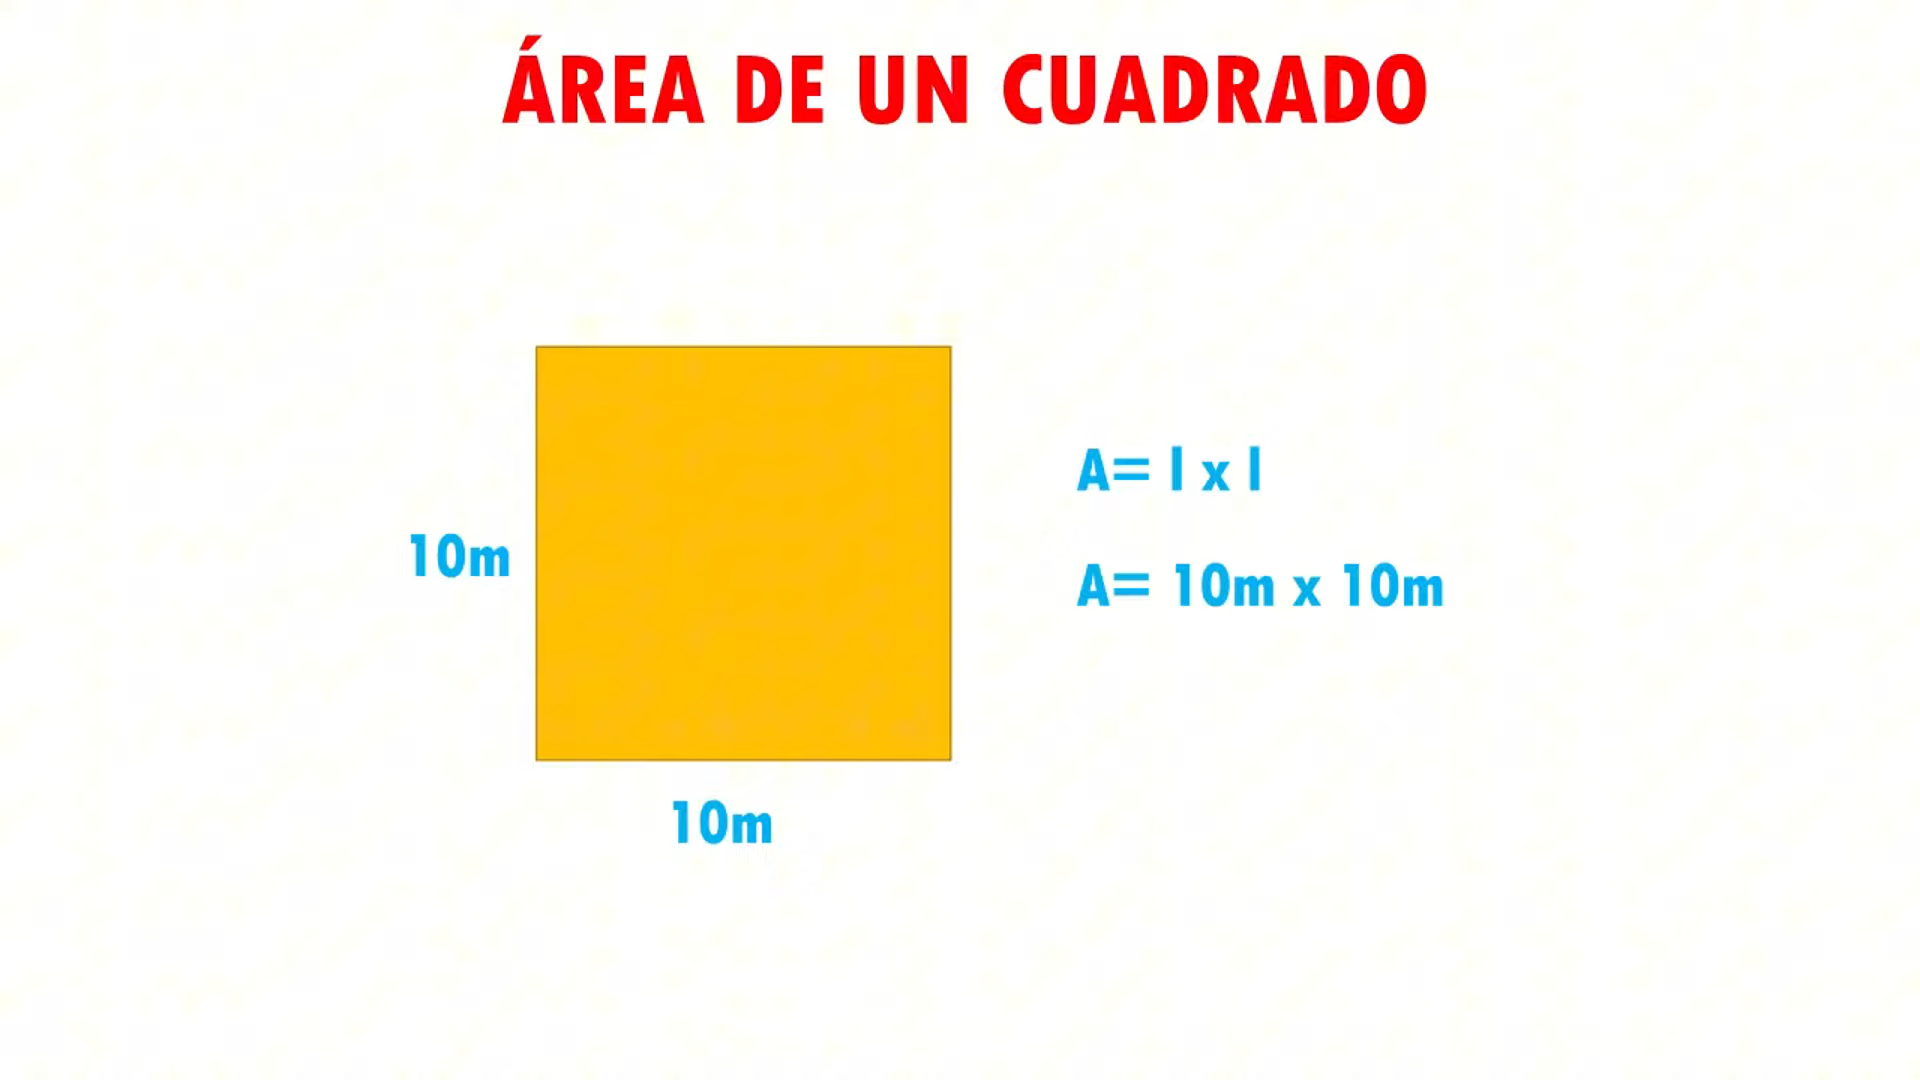 ÁREA DE UN CUADRADO
A= l x l
10m
A= 10m x 10m
10m